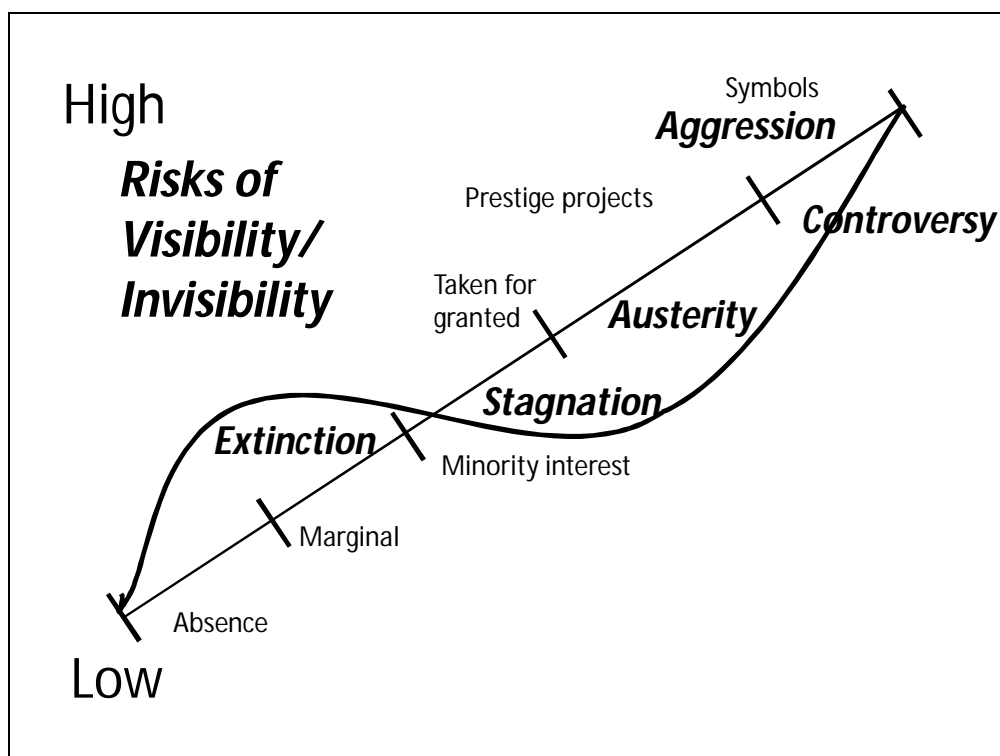 High
Risks of
Visibility/
Invisibility
Symbols
Aggression
Prestige projects
Controversy
Taken for
granted
Austerity
Stagnation
Extinction
Minority interest
Marginal
Absence
Low